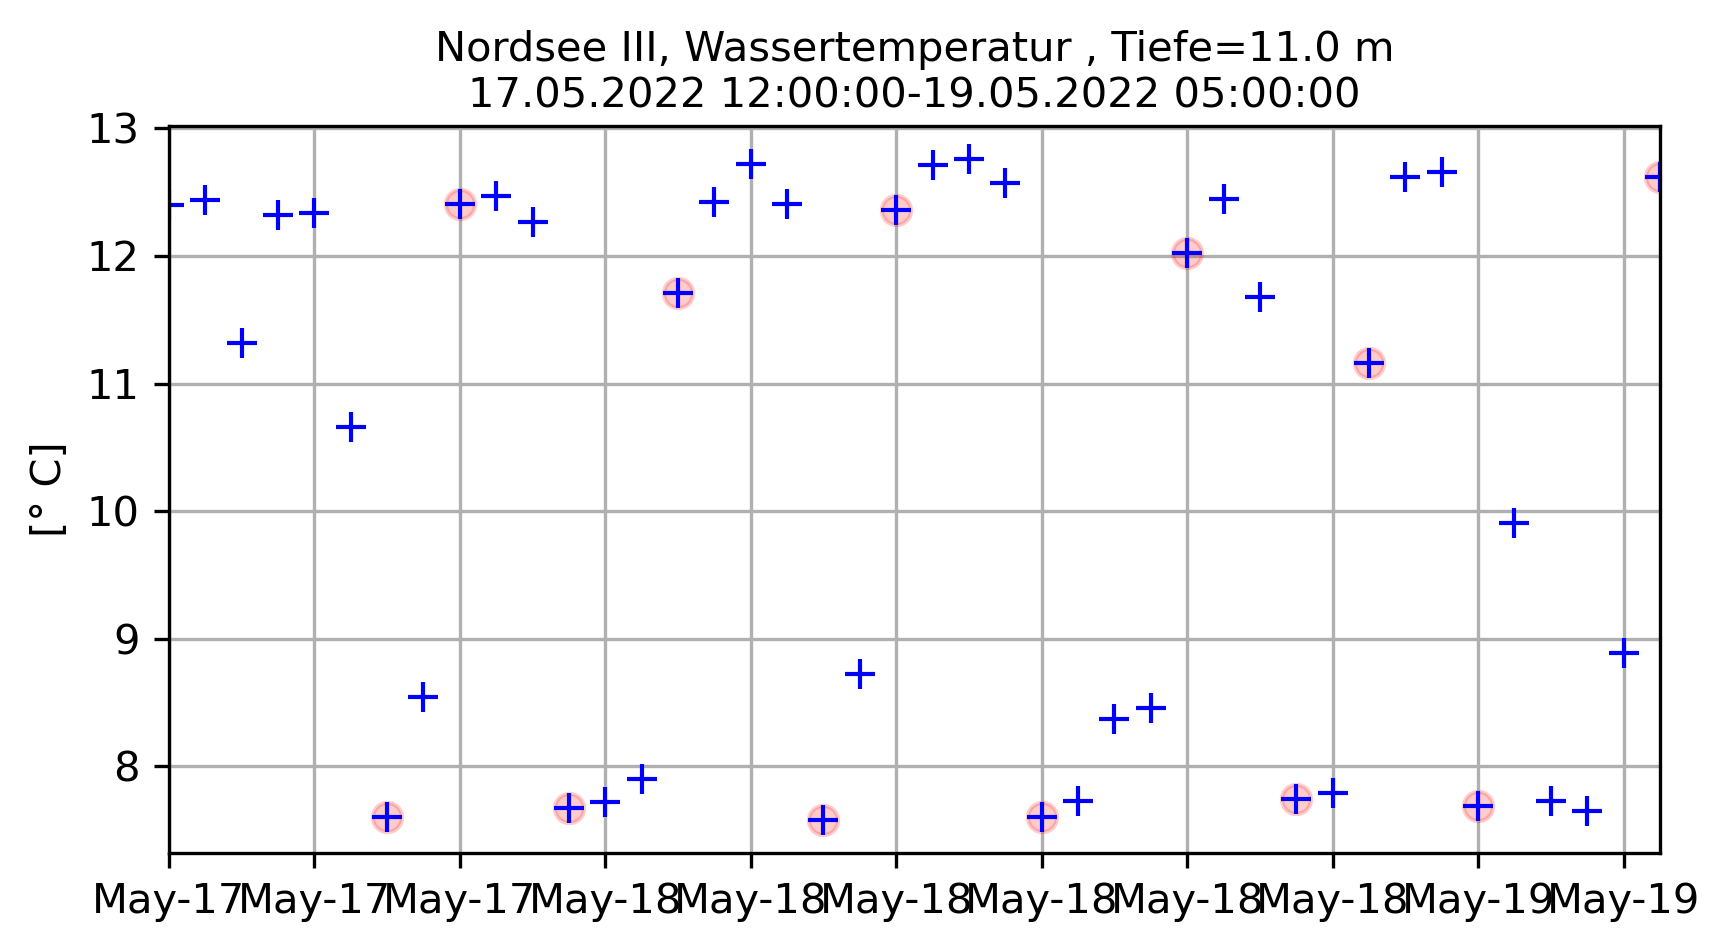 Nordsee III, Wassertemperatur , Tiefe=11.0 m
17.05.2022 12:00:00-19.05.2022 05:00:00
13
12
11
10
9
8
[° C]
May-17 May-17 May-17 May-18 May-18 May-18 May-18 May-18 May-18 May-19 May-19